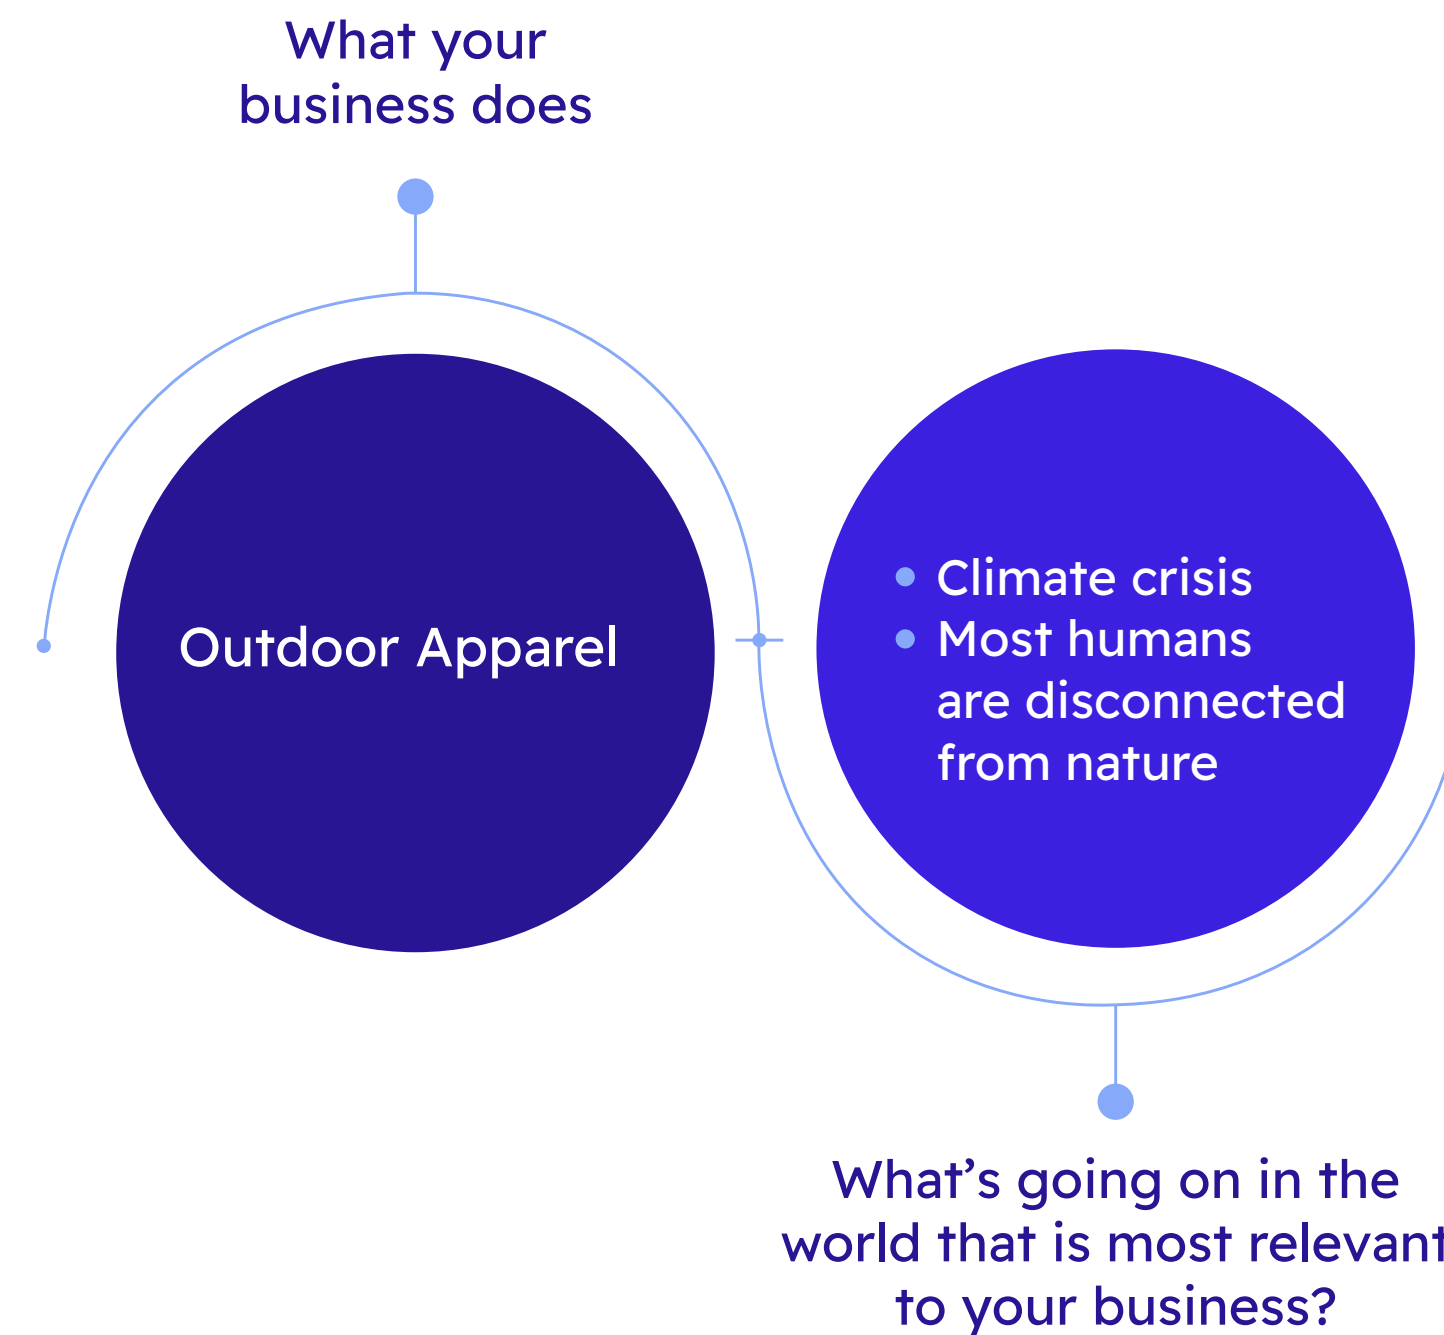 What your
business does
Outdoor Apparel
• Climate crisis
• Most humans
are disconnected
from nature
What’s going on in the
world that is most relevant
to your business?